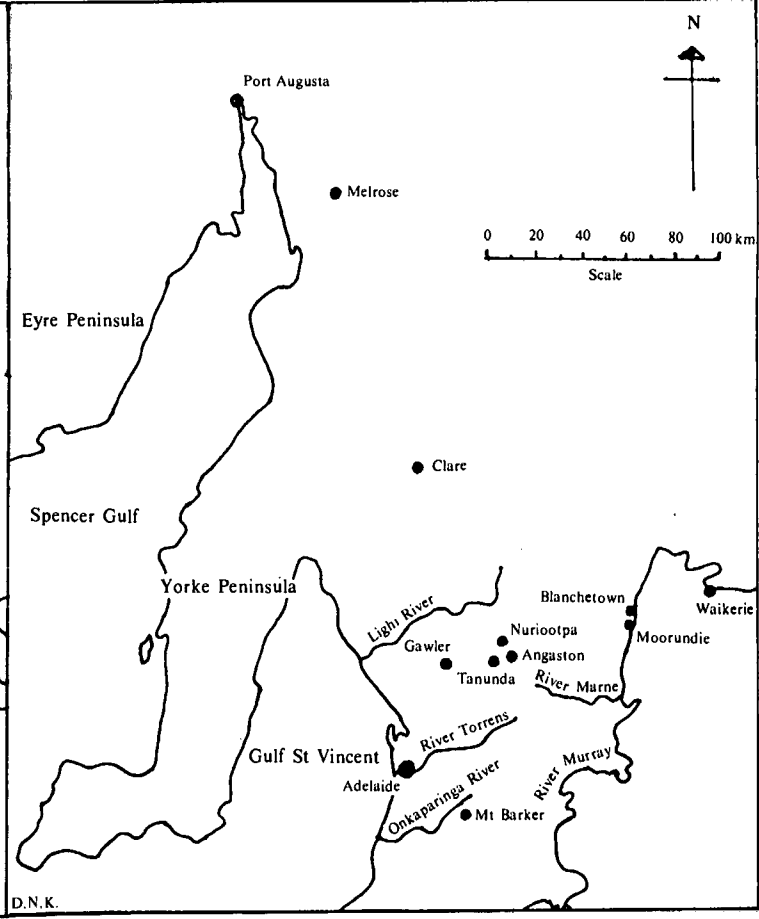 N
Port Augusta
Melrose
0 20 40 60 80 100 km
Scale
Eyre Peninsula
Clare
Spencer Gulf
Yorke Peninsula
Blanchetown
Waikerie
Light River
Nuriootpa
Moorundie
Gawler
Angaston
Tanunda
River Marne
River Torrens
Gulf St Vincent
River Murray
Adelaide
Onkaparinga River
Mt Barker
D.N.K.